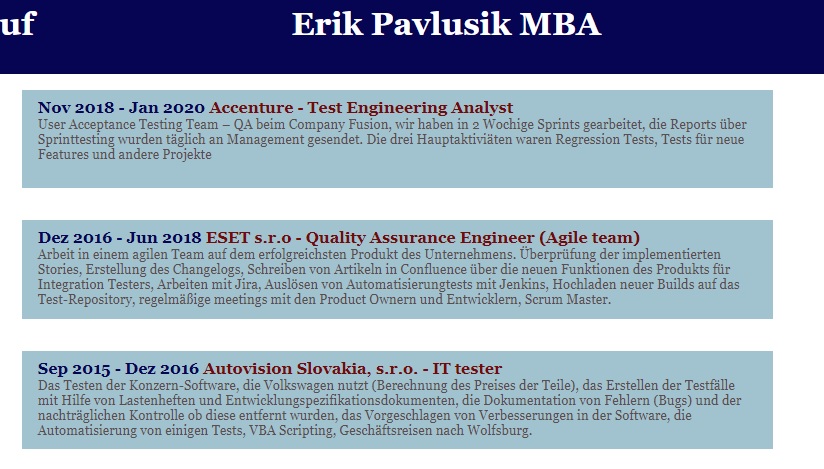 uf Erik Pavlusik MBA
Nov 2018 - Jan 2020 Accenture - Test Engineering Analyst
User Acceptance Testing Team – QA beim Company Fusion, wir haben in 2 Wochige Sprints gearbeitet, die Reports über
Sprinttesting wurden täglich an Management gesendet. Die drei Hauptaktiviäten waren Regression Tests, Tests für neue
Features und andere Projekte
Dez 2016 - Jun 2018 ESET s.r.o - Quality Assurance Engineer (Agile team)
Arbeit in einem agilen Team auf dem erfolgreichsten Produkt des Unternehmens. Überprüfung der implementierten
Stories, Erstellung des Changelogs, Schreiben von Artikeln in Confluence über die neuen Funktionen des Produkts für
Integration Testers, Arbeiten mit Jira, Auslösen von Automatisierungtests mit Jenkins, Hochladen neuer Builds auf das
Test-Repository, regelmäßige meetings mit den Product Ownern und Entwicklern, Scrum Master.
Sep 2015 - Dez 2016 Autovision Slovakia, s.r.o. - IT tester
Das Testen der Konzern-Software, die Volkswagen nutzt (Berechnung des Preises der Teile), das Erstellen der Testfälle
mit Hilfe von Lastenheften und Entwicklungspezifikationsdokumenten, die Dokumentation von Fehlern (Bugs) und der
nachträglichen Kontrolle ob diese entfernt wurden, das Vorgeschlagen von Verbesserungen in der Software, die
Automatisierung von einigen Tests, VBA Scripting, Geschäftsreisen nach Wolfsburg.